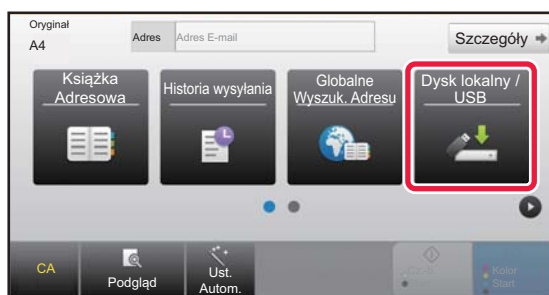 Oryginał
A4
Adres
Adres E-mail
Szczegóły
Książka
Adresowa
Historia wysyłania
Globalne
Wyszuk. Adresu
Dysk lokalny /
USB
CA
Podgląd
Ust.
Autom.
Kolor
Start